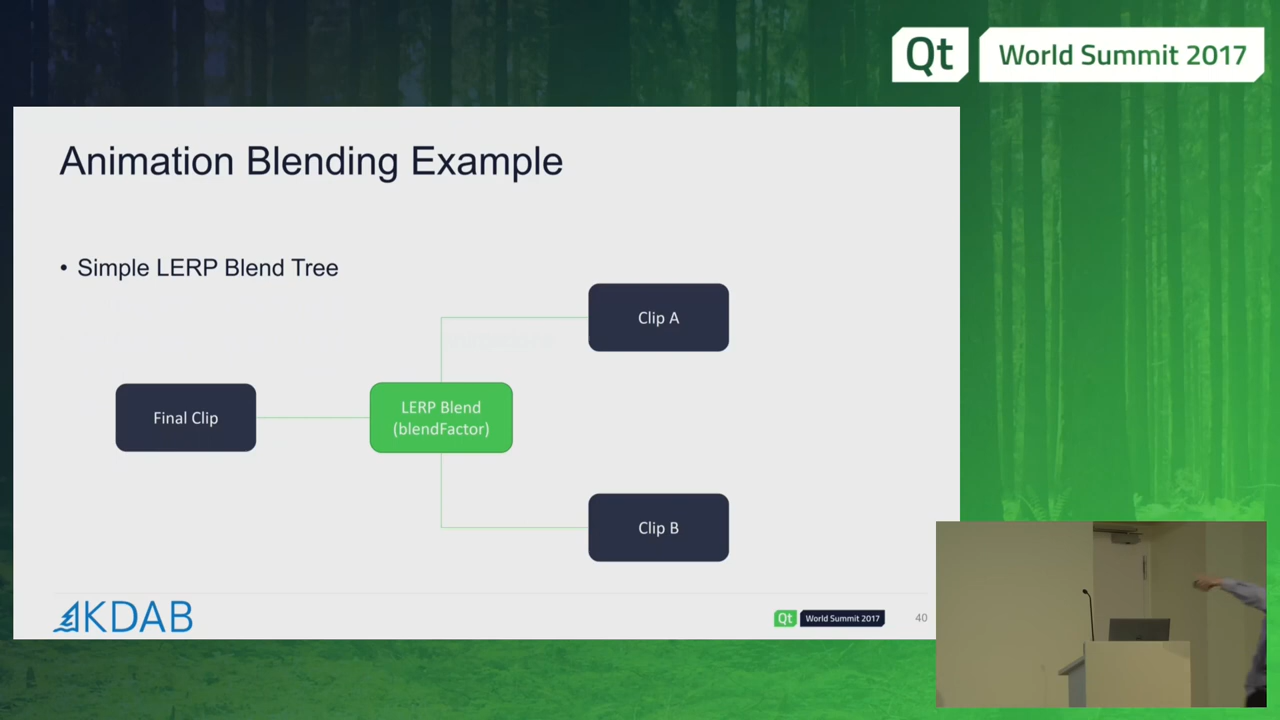 Qt
World Summit 2017
Animation Blending Example
• Simple LERP Blend Tree
Clip A
Final Clip
LERP Blend
(blendFactor)
Clip B
KDAB
Qt World Summit 2017
40